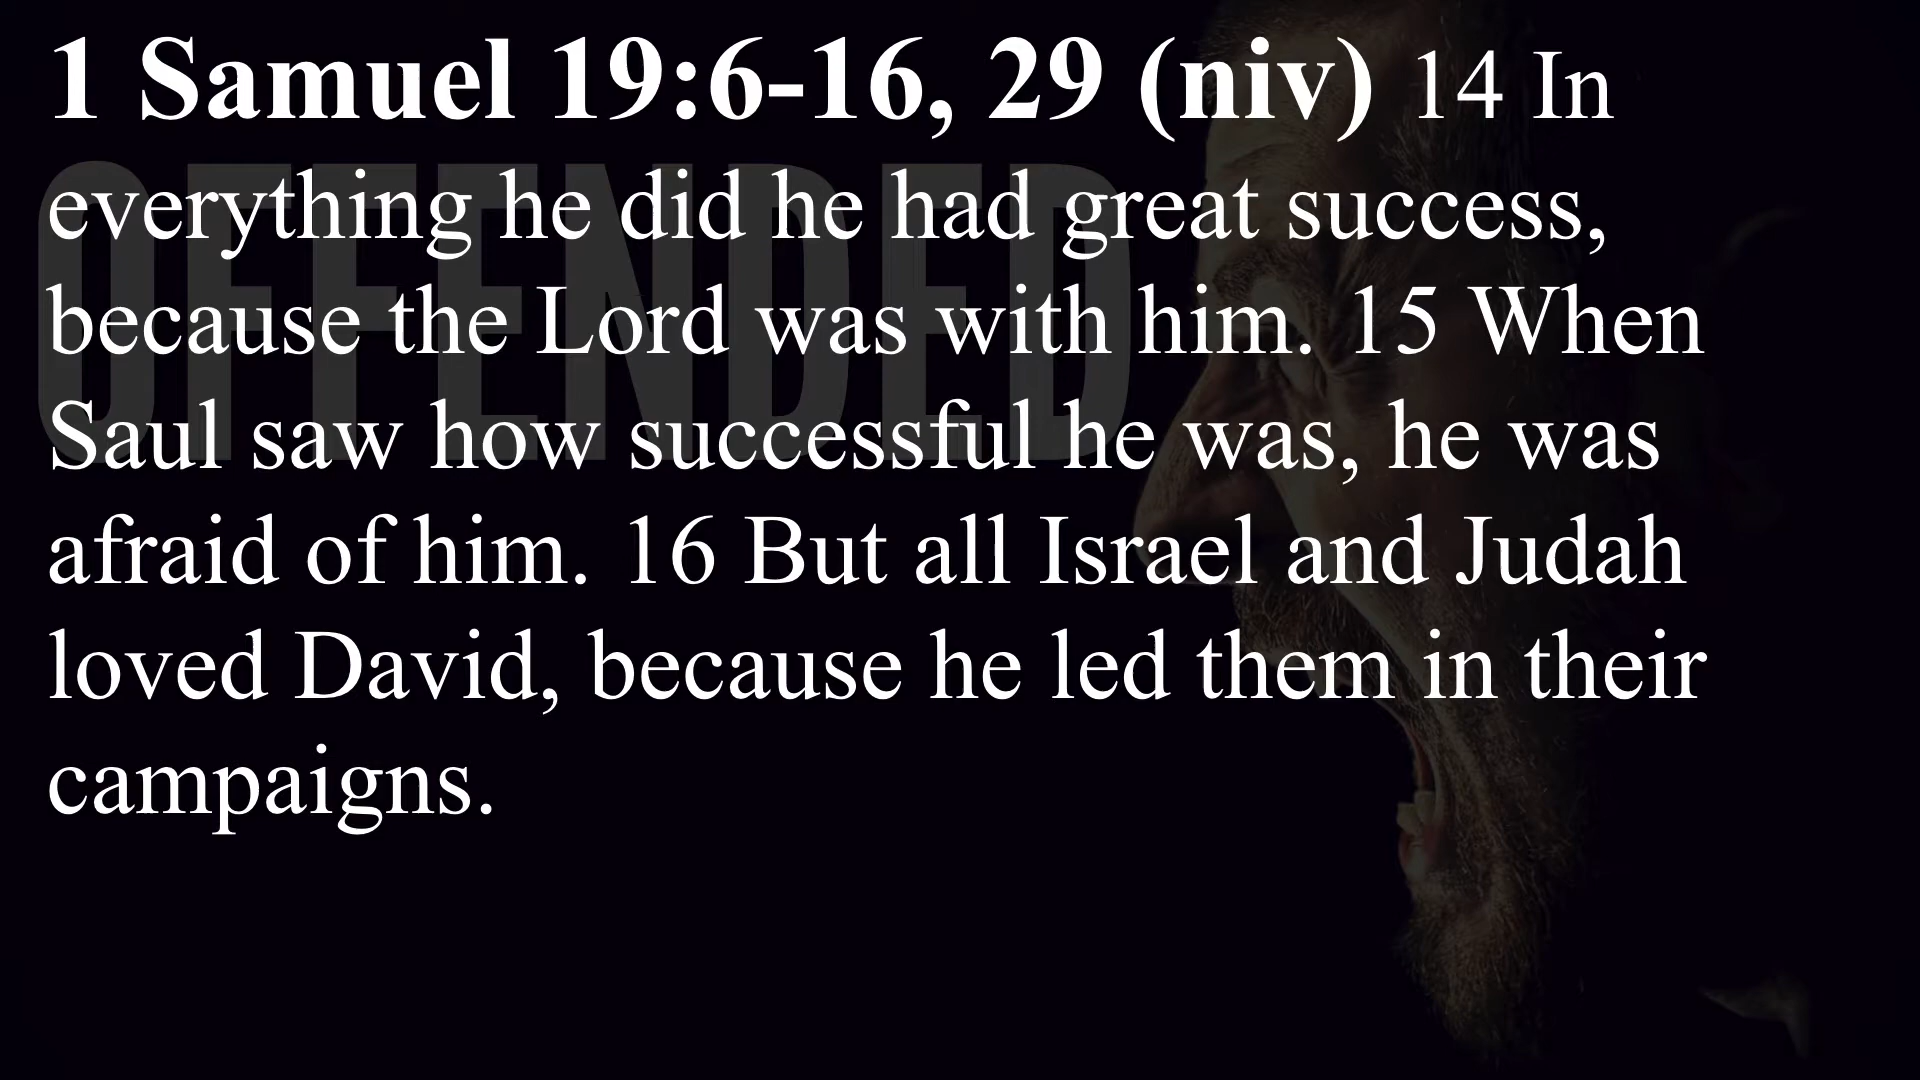 1 Samuel 19:6-16, 29 (niv) 14 In
everything he did he had great success,
because the Lord was with him. 15 When
Saul saw how successful he was, he was
afraid of him. 16 But all Israel and Judah
loved David, because he led them in their
campaigns.
OFFENDED